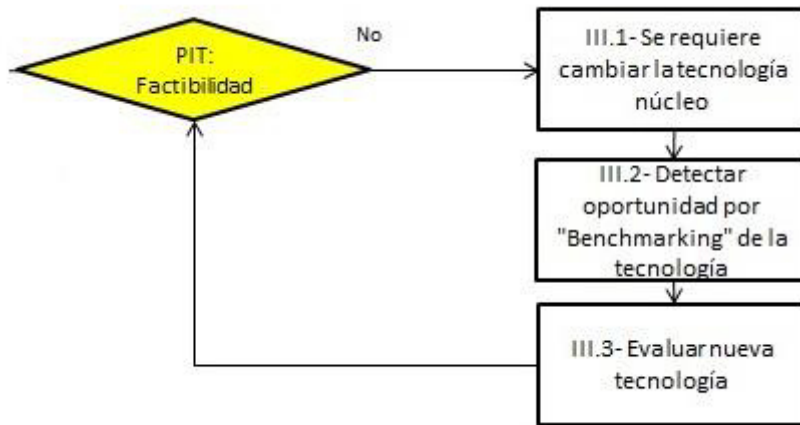 PIT:
Factibilidad
No
III.1- Se requiere
cambiar la tecnología
núcleo
III.2- Detectar
oportunidad por
"Benchmarking" de la
tecnología
III.3- Evaluar nueva
tecnología